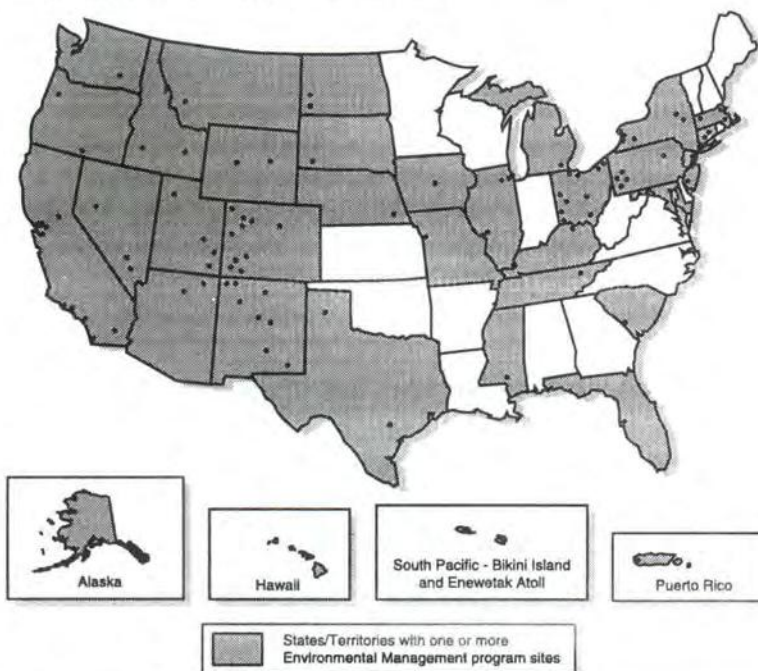 Alaska
Hawaii
South Pacific - Bikini Island
and Enewetak Atoll
Puerto Rico
States/Territories with one or more
Environmental Management program sites